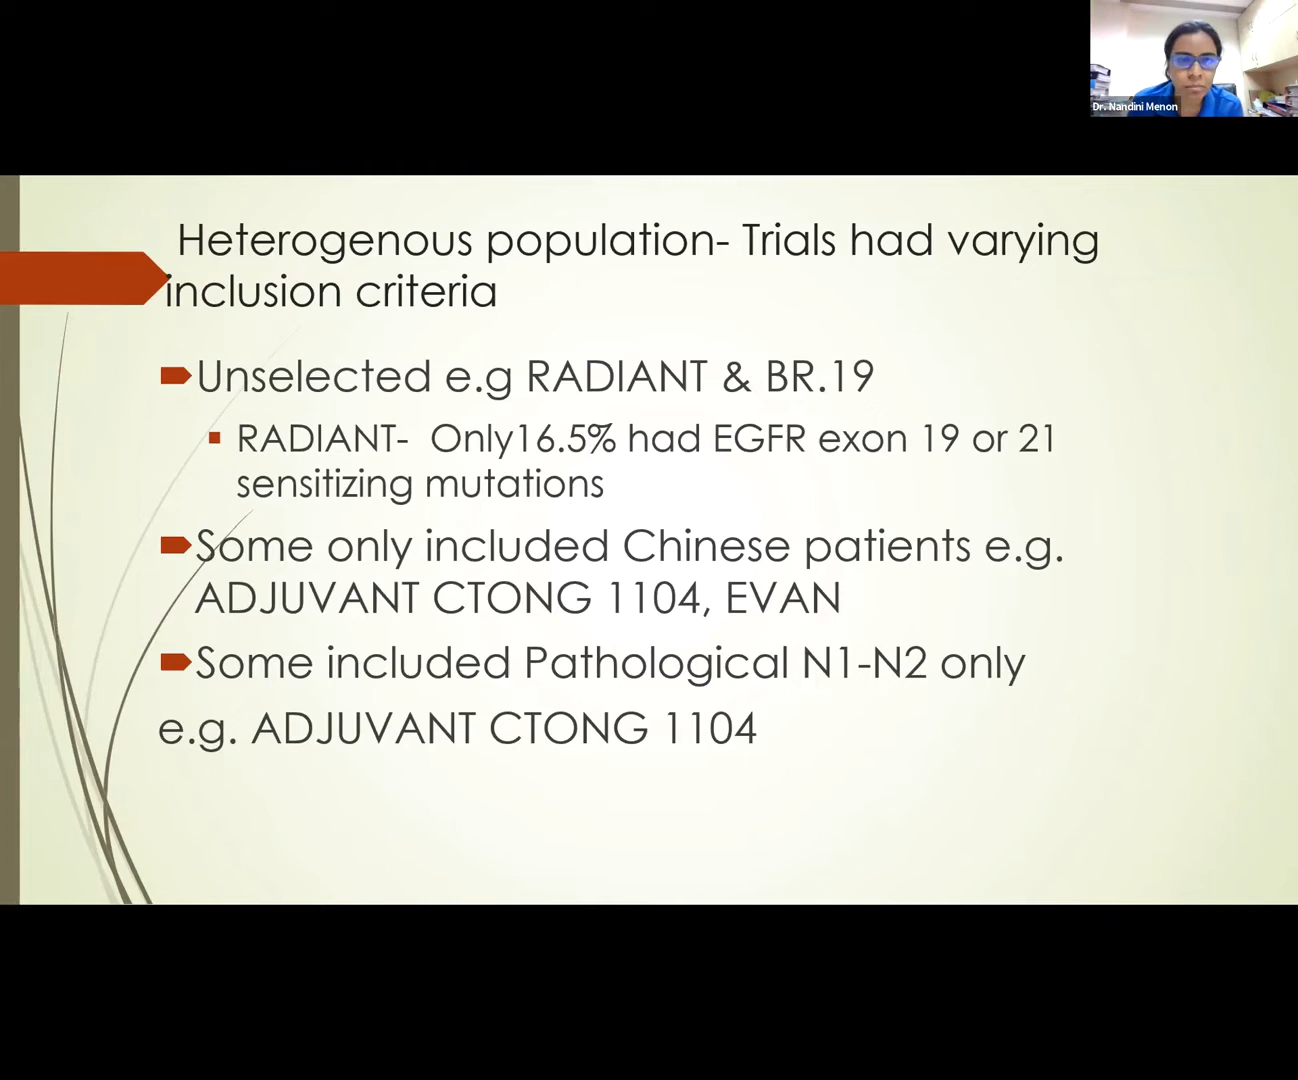 Dr. Nandini Menon
Heterogenous population- Trials had varying
inclusion criteria
Unselected e.g RADIANT & BR.19
RADIANT- Only16.5% had EGFR exon 19 or 21
sensitizing mutations
Some only included Chinese patients e.g.
ADJUVANT CTONG 1104, EVAN
Some included Pathological N1-N2 only
e.g. ADJUVANT CTONG 1104